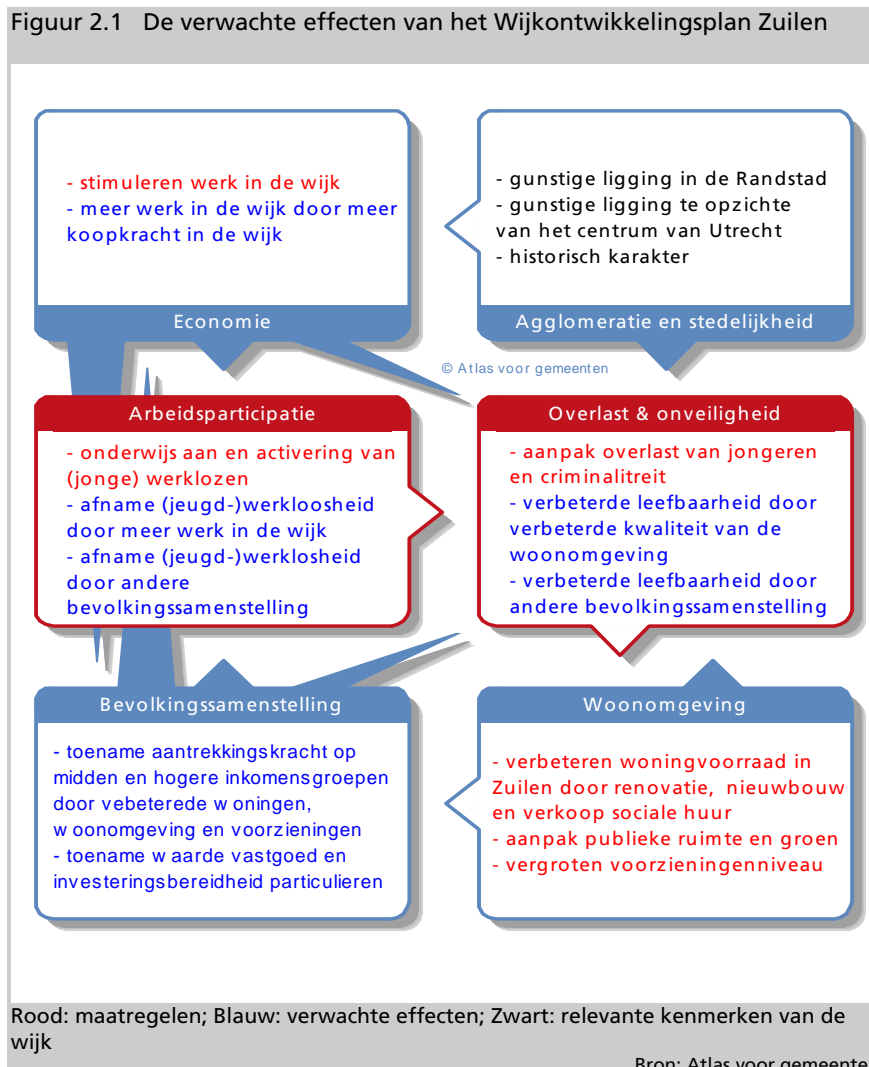 Figuur 2.1 De verwachte effecten van het Wijkontwikkelingsplan Zuilen
- stimuleren werk in de wijk
- meer werk in de wijk door meer
koopkracht in de wijk
Economie
- gunstige ligging in de Randstad
- gunstige ligging te opzichte
van het centrum van Utrecht
- historisch karakter
Agglomeratie en stedelijkheid
© Atlas voor gemeenten
Arbeidsparticipatie
- onderwijs aan en activering van
(jonge) werklozen
- afname (jeugd-)werkloosheid
door meer werk in de wijk
- afname (jeugd-)werklosheid
door andere
bevolkingssamenstelling
Overlast & onveiligheid
- aanpak overlast van jongeren
en criminalitreit
- verbeterde leefbaarheid door
verbeterde kwaliteit van de
woonomgeving
- verbeterde leefbaarheid door
andere bevolkingssamenstelling
Bevolkingssamenstelling
- toename aantrekkingskracht op
midden en hogere inkomensgroepen
door vebeterede woningen,
woonomgeving en voorzieningen
- toename waarde vastgoed en
investeringsbereidheid particulieren
Woonomgeving
- verbeteren woningvoorraad in
Zuilen door renovatie, nieuwbouw
en verkoop sociale huur
- aanpak publieke ruimte en groen
- vergroten voorzieningenniveau
Rood: maatregelen; Blauw: verwachte effecten; Zwart: relevante kenmerken van de
wijk
Bron: Atlas voor gemeente